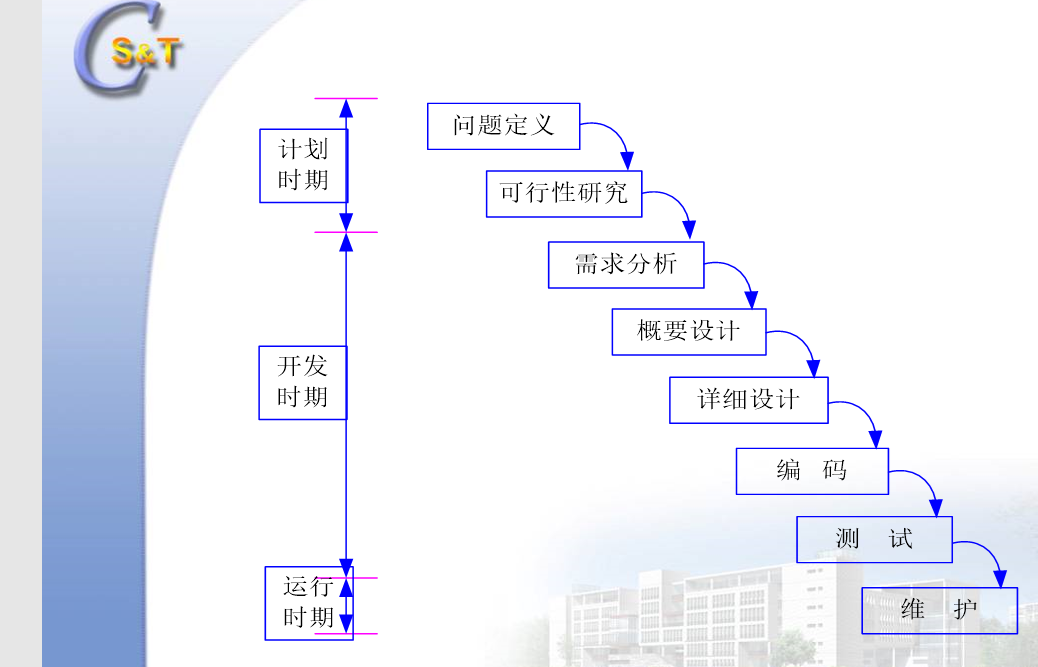 C
S&T
问题定义
计划
时期
可行性研究
需求分析
概要设计
开发
时期
详细设计
编 码
测 试
运行
时期
维 护